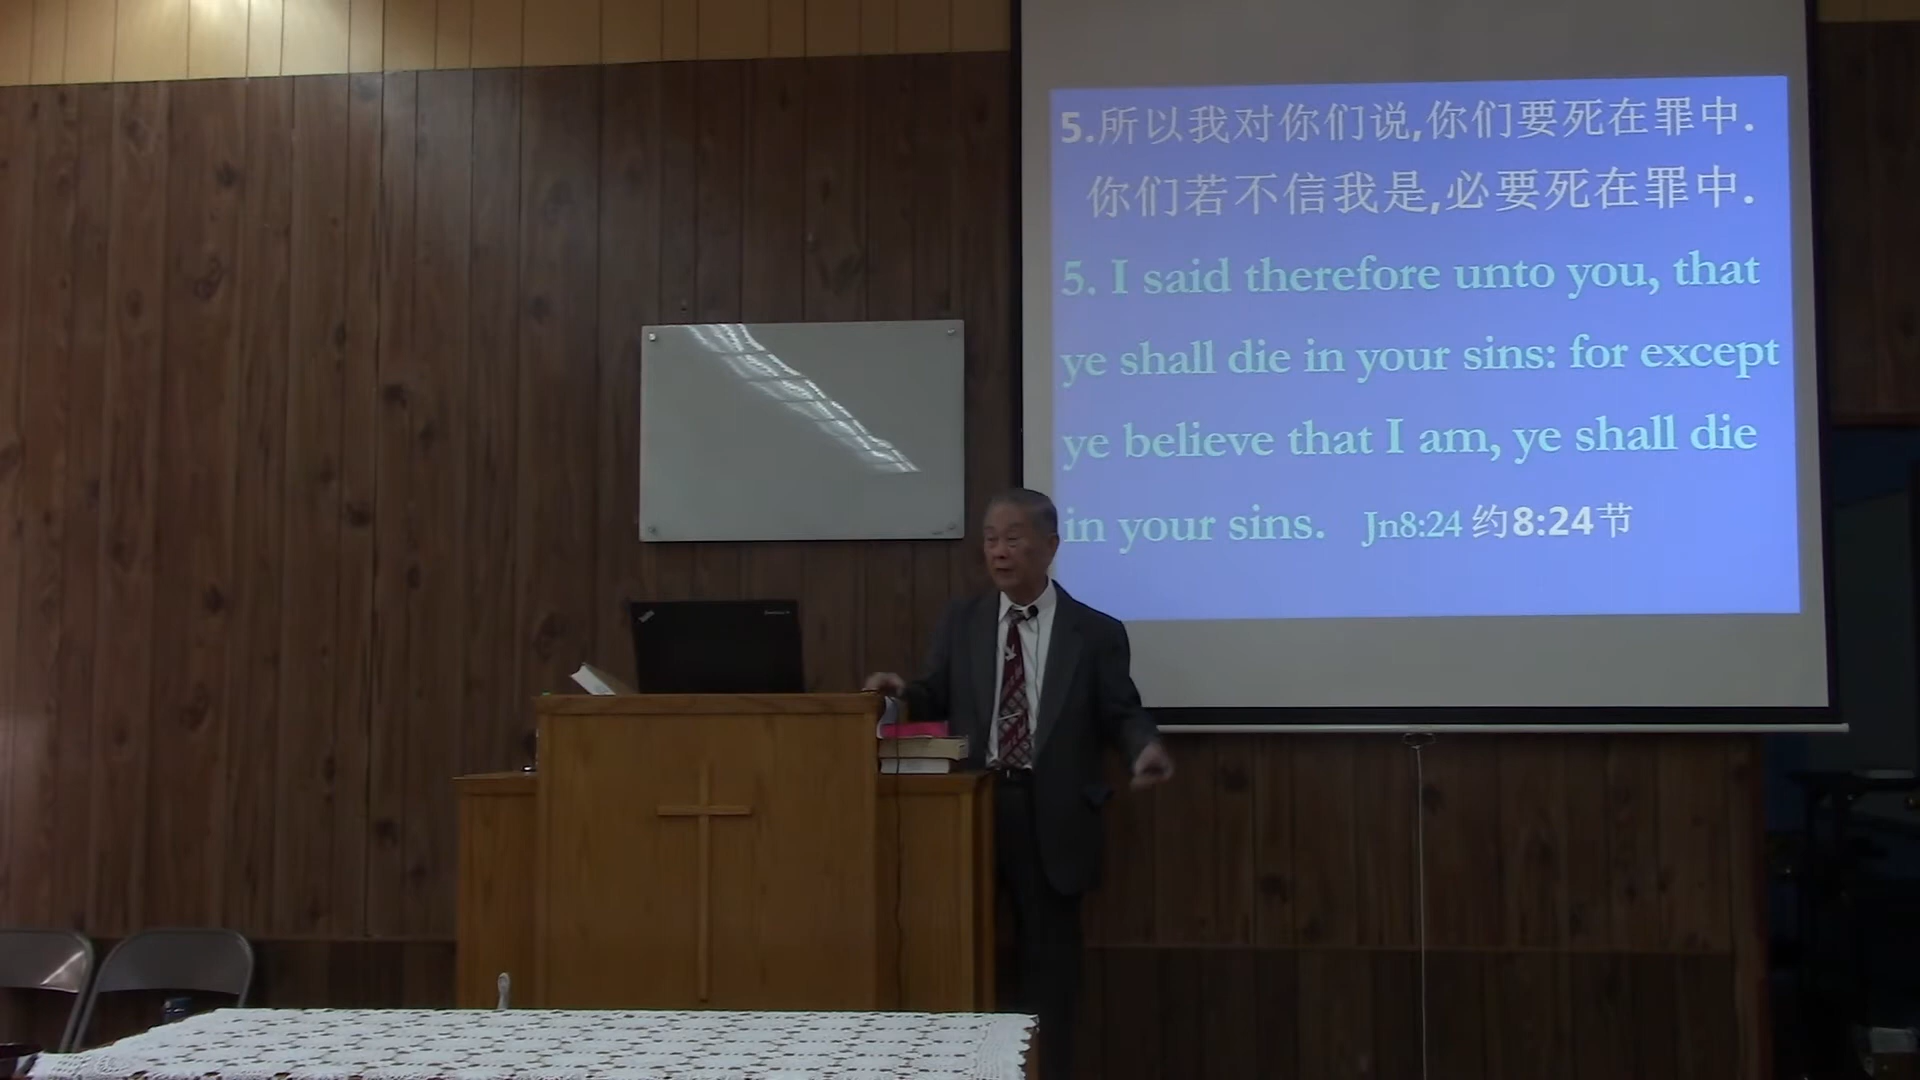 5.所以我对你们说,你们要死在罪中.
你们若不信我是,必要死在罪中.
5. I said therefore unto you, that
ye shall die in your sins: for except
ye believe that I am, ye shall die
in your sins. Jn8:24 约8:24节